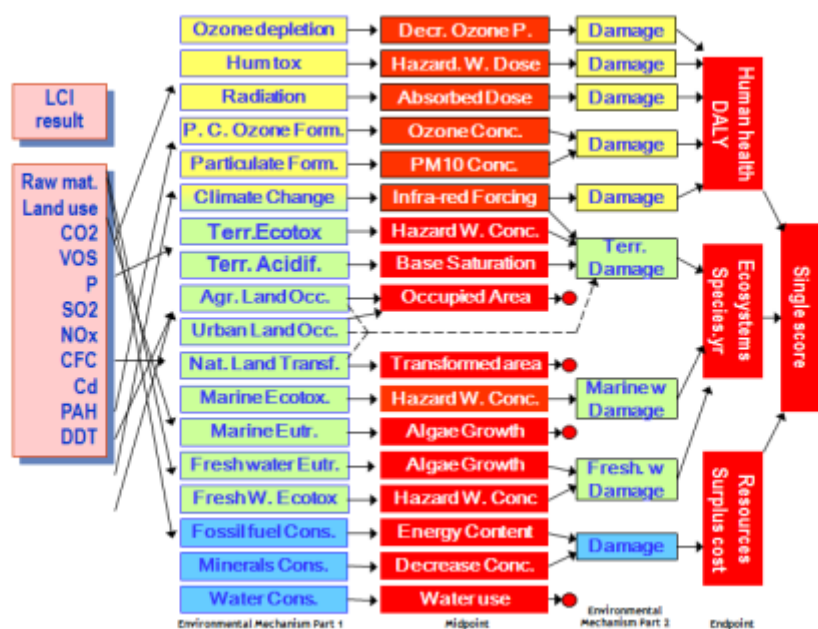 LCI
result
Raw mat.
Land use
CO2
VOS
P
SO2
NOx
CFC
Cd
PAH
DDT
Ozone depletion
Hum tox
Radiation
P. C. Ozone Form.
Particulate Form.
Climate Change
Terr.Ecotox
Terr. Acidif.
Agr. Land Occ.
Urban Land Occ.
Nat. Land Transf.
Marine Ecotox.
Marine Eutr.
Freshwater Eutr.
Fresh W. Ecotox
Fossil fuel Cons.
Minerals Cons.
Water Cons.
Environmental Mechanism Part 1
Decr. Ozone P.
Hazard. W. Dose
Absorbed Dose
Ozone Conc.
PM10 Conc.
Infra-red Forcing
Hazard W. Conc.
Base Saturation
Occupied Area
Transformed area
Hazard W. Conc.
Algae Growth
Algae Growth
Hazard W. Conc
Energy Content
Decrease Conc.
Water use
Midpoint
Damage
Damage
Damage
Damage
Damage
Terr.
Damage
Marine w
Damage
Fresh. w
Damage
Damage
Environmental
Mechanism Part 2
Human health
DALY
Ecosystems
Species.yr
Resources
Surplus cost
Endpoint
Single score